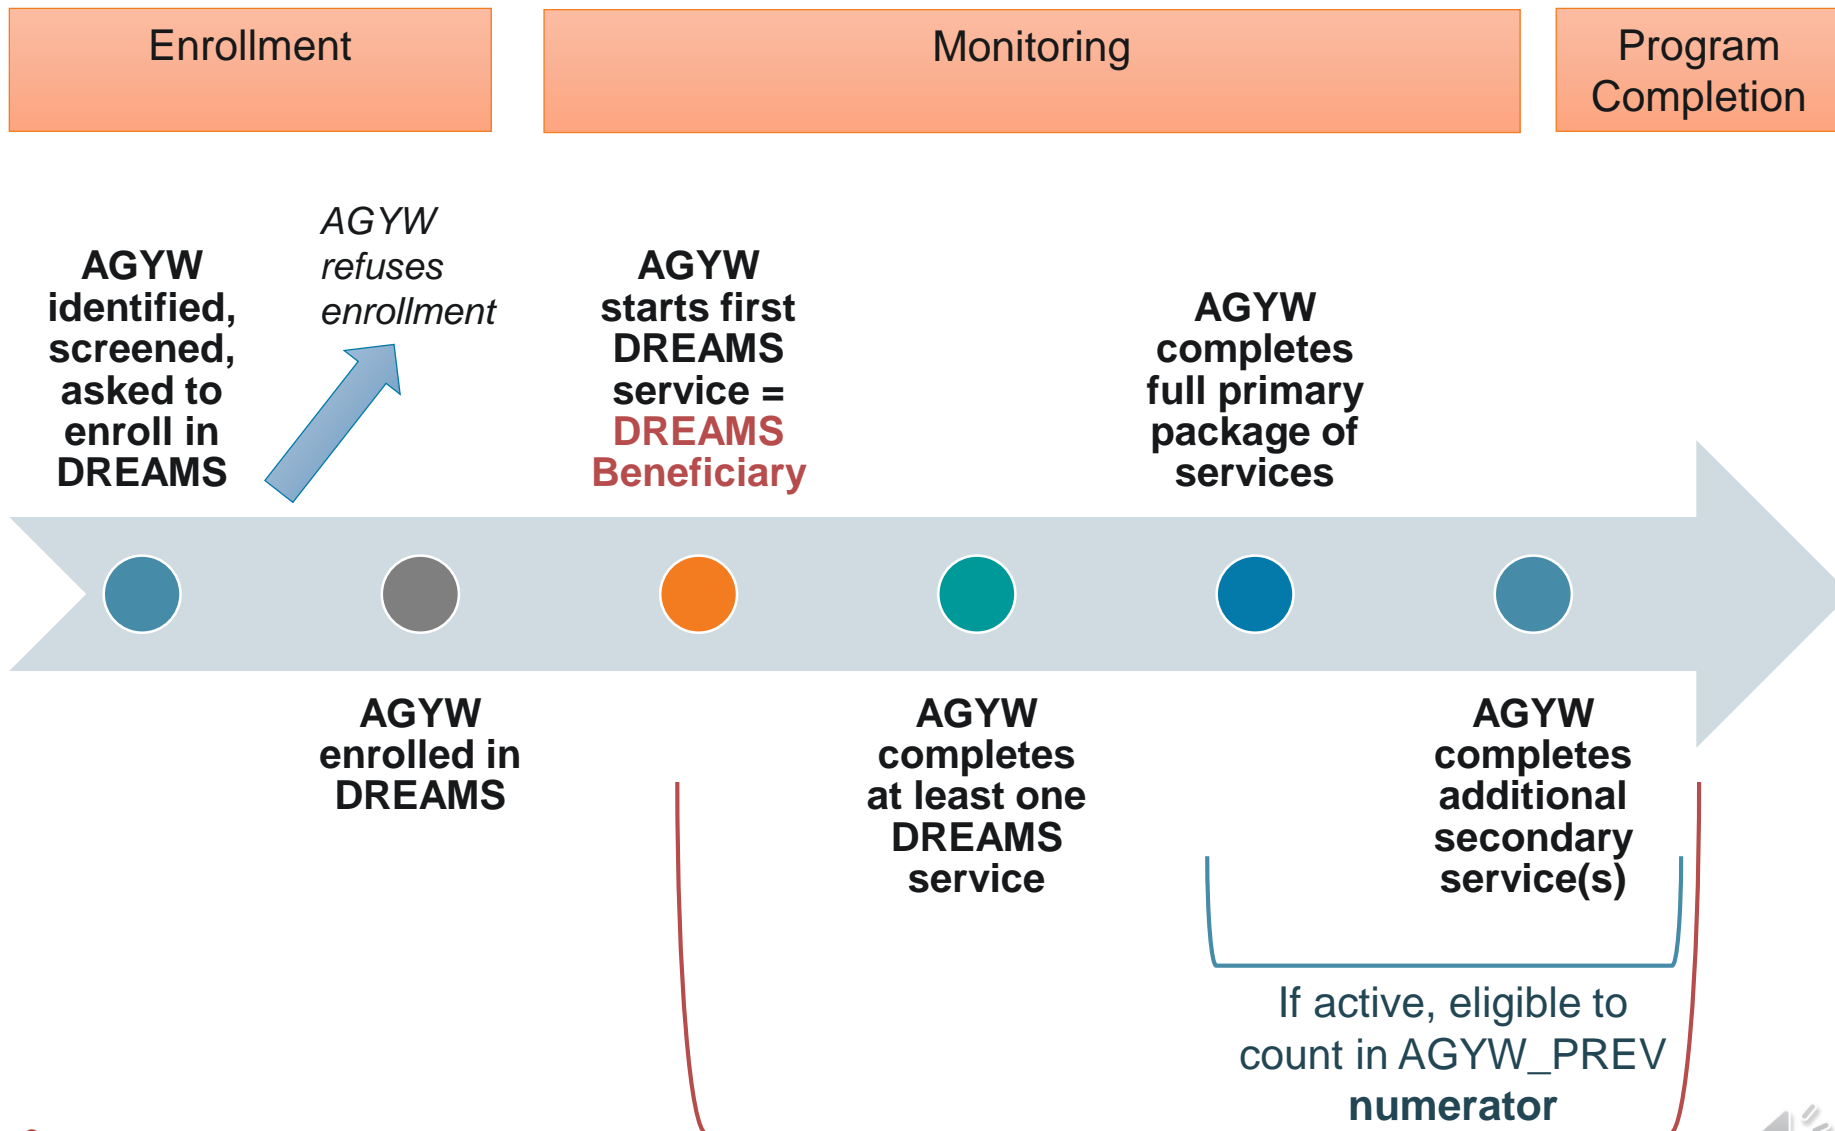 Enrollment
Monitoring
Program
Completion
AGYW
identified,
screened,
asked to
enroll in
DREAMS
AGYW
refuses
enrollment
AGYW
starts first
DREAMS
service =
DREAMS
Beneficiary
AGYW
completes
full primary
package of
services
AGYW
enrolled in
DREAMS
AGYW
completes
at least one
DREAMS
service
AGYW
completes
additional
secondary
service(s)
If active, eligible to
count in AGYW_PREV
numerator